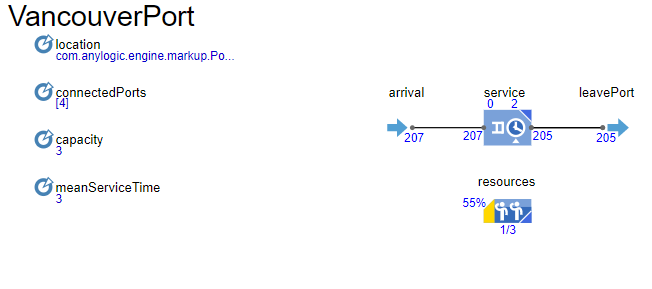 VancouverPort
location
com.anylogic.engine.markup.Po...
connectedPorts
[4]
capacity
3
meanServiceTime
3
arrival
service
leavePort
0 2
207
207
205
205
resources
55%
1/3